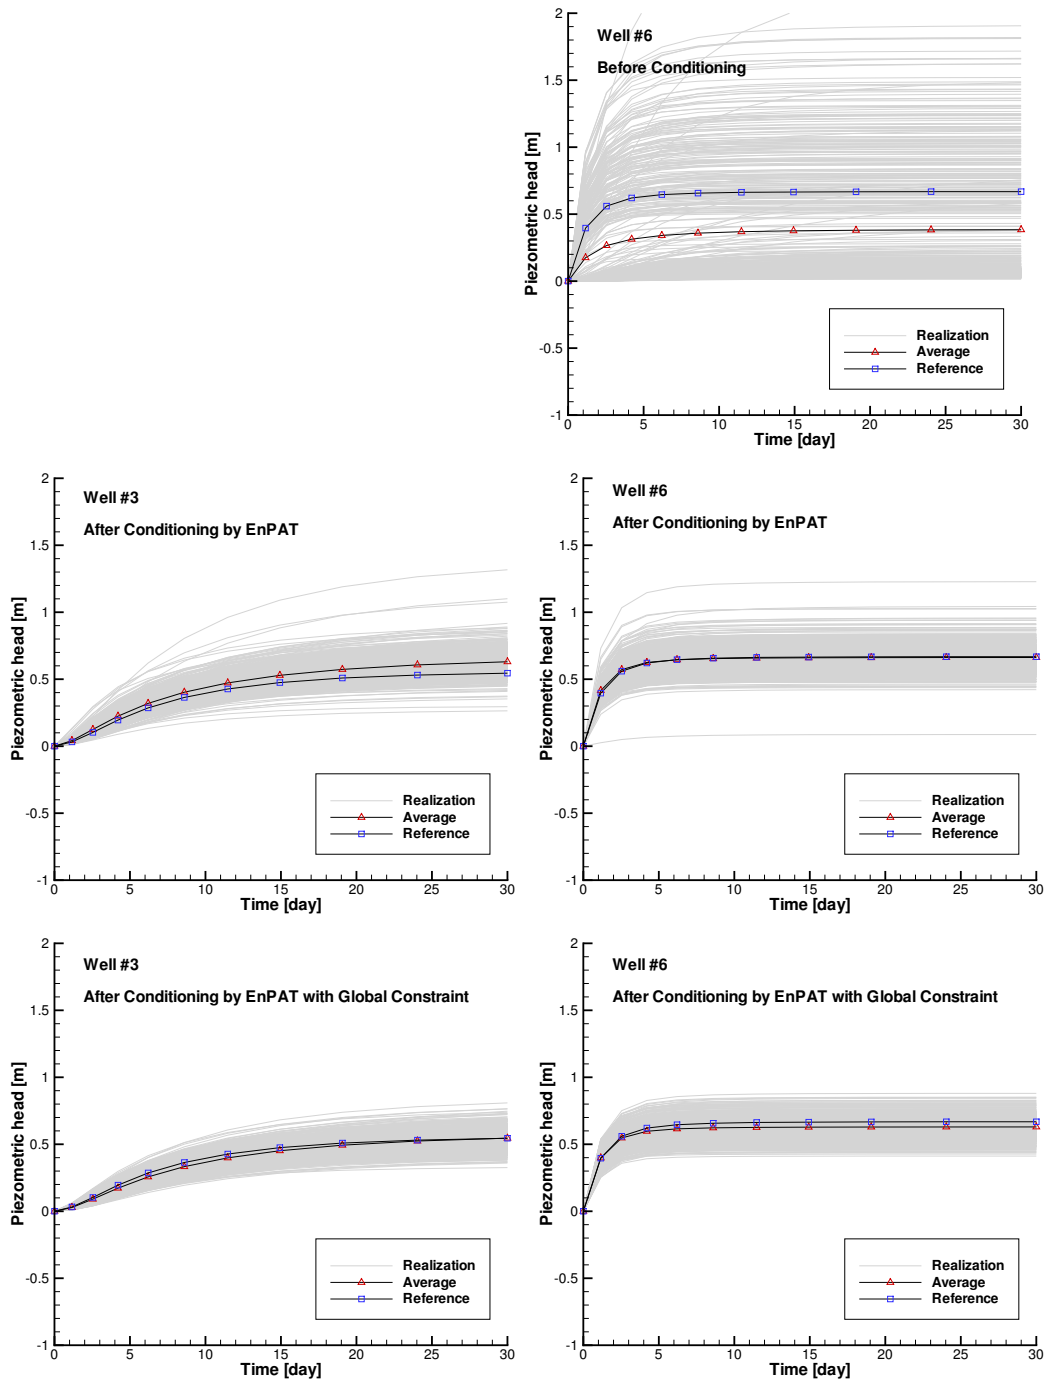 Well #6
Before Conditioning
Piezometric head [m]
2
1.5
1
0.5
0
-0.5
-1
Realization
Average
Reference
0 5 10 15 20 25 30
Time [day]
Well #3
After Conditioning by EnPAT
Piezometric head [m]
2
1.5
1
0.5
0
-0.5
-1
Realization
Average
Reference
0 5 10 15 20 25 30
Time [day]
Well #6
After Conditioning by EnPAT
Piezometric head [m]
2
1.5
1
0.5
0
-0.5
-1
Realization
Average
Reference
0 5 10 15 20 25 30
Time [day]
Well #3
After Conditioning by EnPAT with Global Constraint
Piezometric head [m]
2
1.5
1
0.5
0
-0.5
-1
Realization
Average
Reference
0 5 10 15 20 25 30
Time [day]
Well #6
After Conditioning by EnPAT with Global Constraint
Piezometric head [m]
2
1.5
1
0.5
0
-0.5
-1
Realization
Average
Reference
0 5 10 15 20 25 30
Time [day]